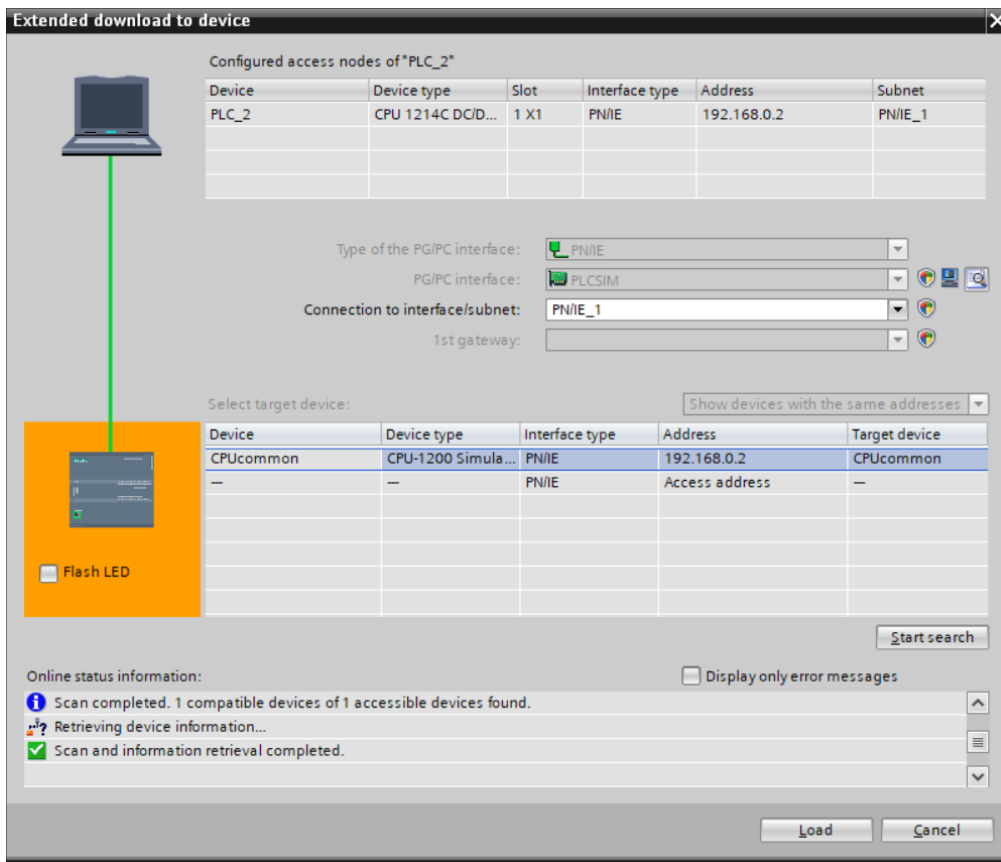 Extended download to device
Configured access nodes of "PLC_2"
Device Device type Slot Interface type Address Subnet
PLC_2 CPU 1214C DC/D... 1 X1 PN/IE 192.168.0.2 PN/IE_1
Type of the PG/PC interface: PN/IE
PG/PC interface: PLCSIM
Connection to interface/subnet: PN/IE_1
1st gateway:
Select target device: Show devices with the same addresses
Device Device type Interface type Address Target device
CPUcommon CPU-1200 Simula... PN/IE 192.168.0.2 CPUcommon
— — PN/IE Access address —
Flash LED
Start search
Online status information: Display only error messages
Scan completed. 1 compatible devices of 1 accessible devices found.
Retrieving device information...
Scan and information retrieval completed.
Load Cancel